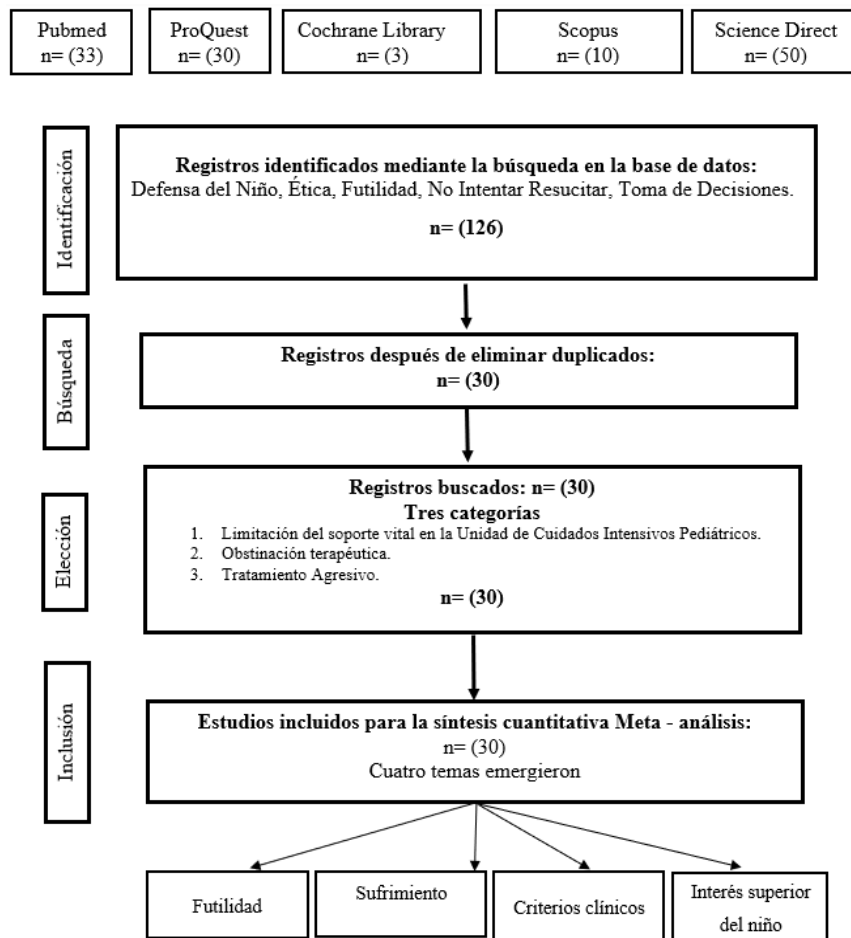 Pubmed
n= (33)
ProQuest
n= (30)
Cochrane Library
n= (3)
Scopus
n= (10)
Science Direct
n= (50)
Identificación
Registros identificados mediante la búsqueda en la base de datos:
Defensa del Niño, Ética, Futilidad, No Intentar Resucitar, Toma de Decisiones.
n= (126)
Búsqueda
Registros después de eliminar duplicados:
n= (30)
Elección
Registros buscados: n= (30)
Tres categorías
1. Limitación del soporte vital en la Unidad de Cuidados Intensivos Pediátricos.
2. Obstinación terapéutica.
3. Tratamiento Agresivo.
n= (30)
Inclusión
Estudios incluidos para la síntesis cuantitativa Meta - análisis:
n= (30)
Cuatro temas emergieron
Futilidad
Sufrimiento
Criterios clínicos
Interés superior
del niño